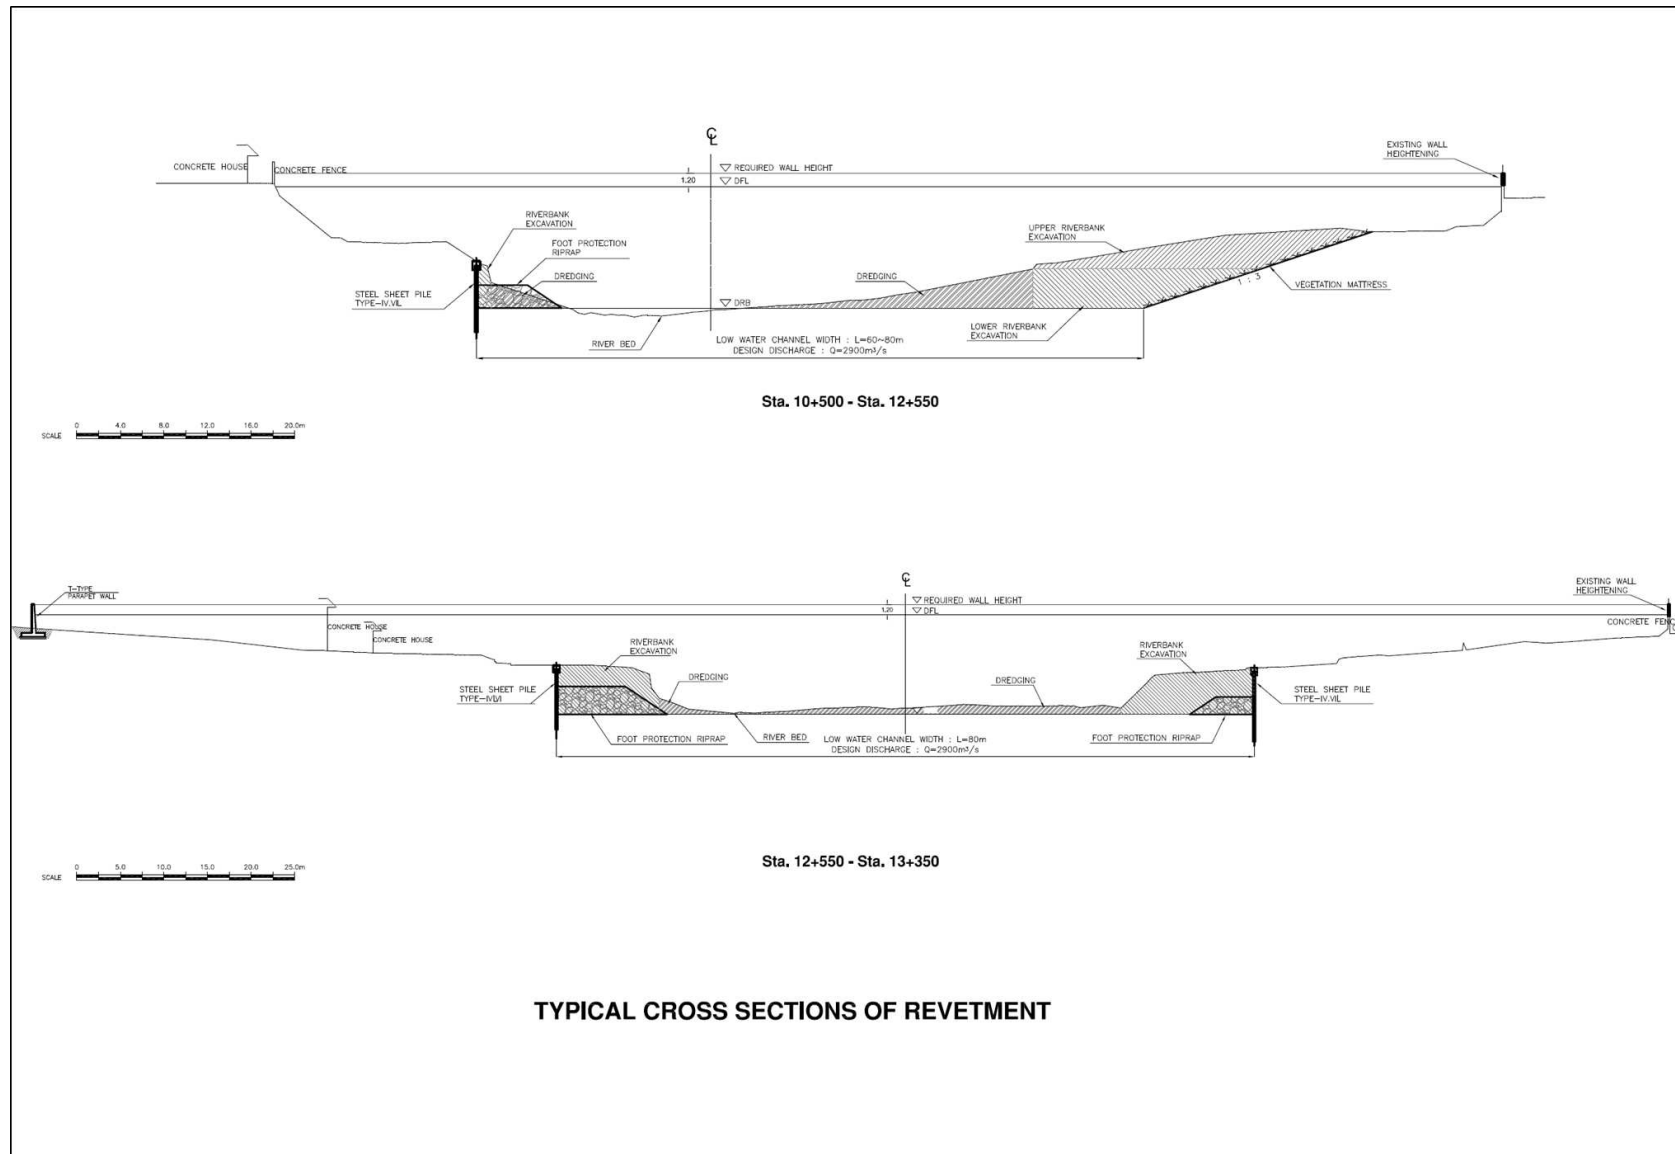 ℄
EXISTING WALL
HEIGHTENING
CONCRETE HOUSE
CONCRETE FENCE
REQUIRED WALL HEIGHT
1.20
DFL
RIVERBANK
EXCAVATION
FOOT PROTECTION
RIPRAP
DREDGING
UPPER RIVERBANK
EXCAVATION
DREDGING
STEEL SHEET PILE
TYPE-IV,VIL
1 : 3
VEGETATION MATTRESS
DRB
RIVER BED
LOWER RIVERBANK
EXCAVATION
LOW WATER CHANNEL WIDTH : L=60~80m
DESIGN DISCHARGE : Q=2900m³/s
Sta. 10+500 - Sta. 12+550
SCALE 0 4.0 8.0 12.0 16.0 20.0m
℄
T-TYPE
PARAPET WALL
EXISTING WALL
HEIGHTENING
REQUIRED WALL HEIGHT
1.20
DFL
CONCRETE HOUSE
CONCRETE HOUSE
CONCRETE FENC
RIVERBANK
EXCAVATION
RIVERBANK
EXCAVATION
STEEL SHEET PILE
DREDGING
DREDGING
STEEL SHEET PILE
TYPE-IV,VIL
FOOT PROTECTION RIPRAP
RIVER BED
LOW WATER CHANNEL WIDTH : L=80m
DESIGN DISCHARGE : Q=2900m³/s
FOOT PROTECTION RIPRAP
Sta. 12+550 - Sta. 13+350
SCALE 0 5.0 10.0 15.0 20.0 25.0m
TYPICAL CROSS SECTIONS OF REVETMENT